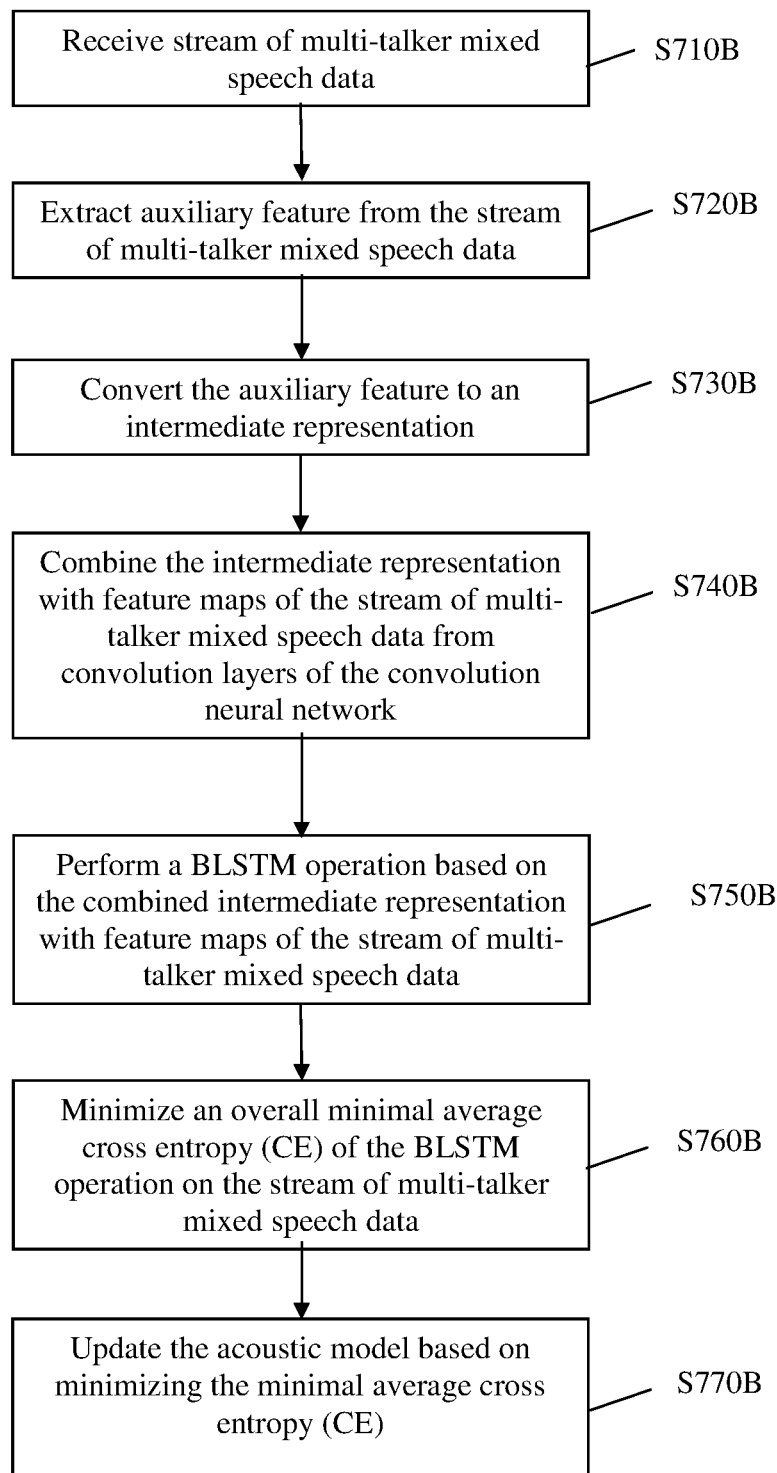 Receive stream of multi-talker mixed
speech data
S710B
Extract auxiliary feature from the stream
of multi-talker mixed speech data
S720B
Convert the auxiliary feature to an
intermediate representation
S730B
Combine the intermediate representation
with feature maps of the stream of multi-
talker mixed speech data from
convolution layers of the convolution
neural network
S740B
Perform a BLSTM operation based on
the combined intermediate representation
with feature maps of the stream of multi-
talker mixed speech data
S750B
Minimize an overall minimal average
cross entropy (CE) of the BLSTM
operation on the stream of multi-talker
mixed speech data
S760B
Update the acoustic model based on
minimizing the minimal average cross
entropy (CE)
S770B